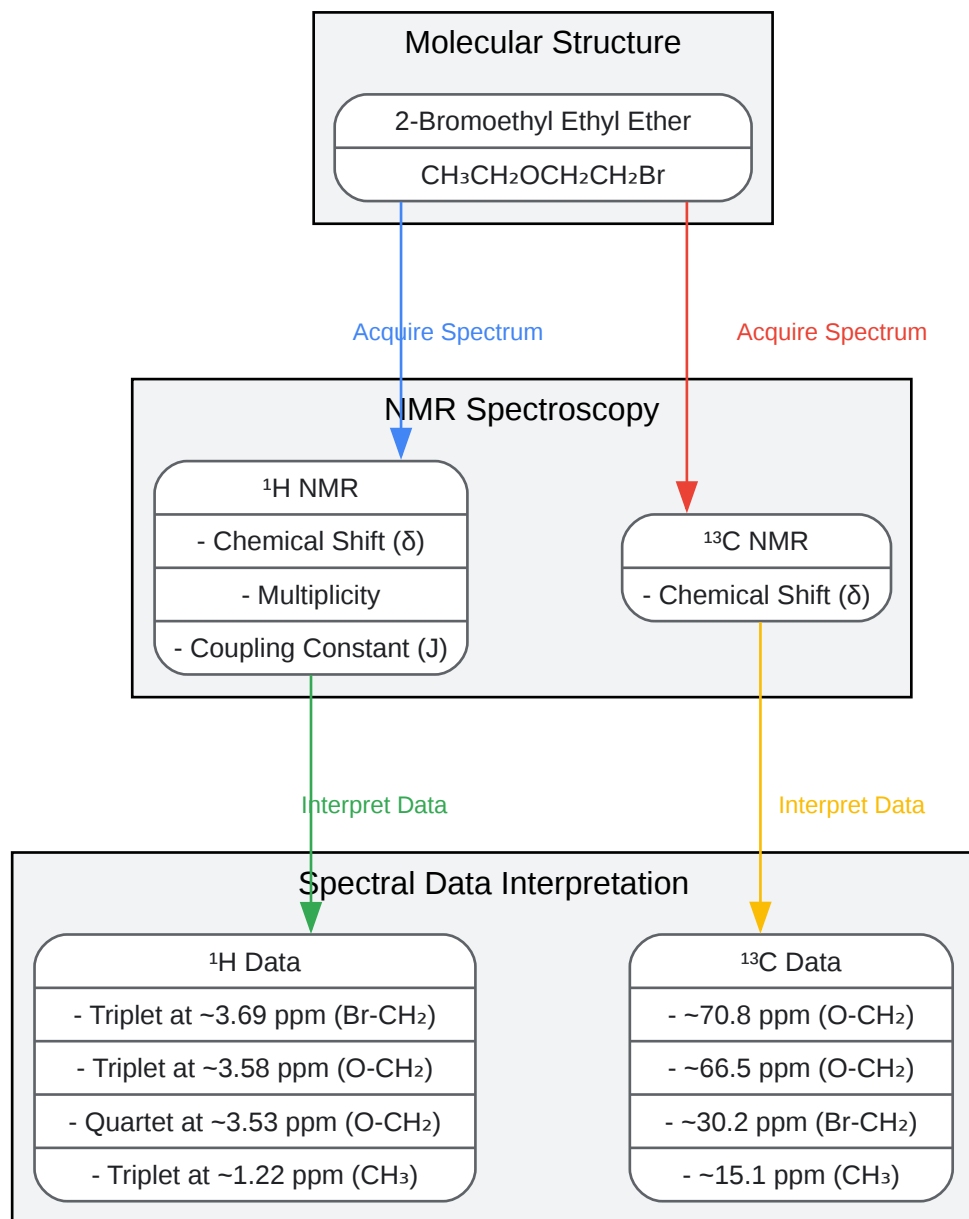 Molecular Structure
2-Bromoethyl Ethyl Ether
CH₃CH₂OCH₂CH₂Br
Acquire Spectrum
Acquire Spectrum
NMR Spectroscopy
¹H NMR
- Chemical Shift (δ)
- Multiplicity
- Coupling Constant (J)
¹³C NMR
- Chemical Shift (δ)
Interpret Data
Interpret Data
Spectral Data Interpretation
¹H Data
- Triplet at ~3.69 ppm (Br-CH₂)
- Triplet at ~3.58 ppm (O-CH₂)
- Quartet at ~3.53 ppm (O-CH₂)
- Triplet at ~1.22 ppm (CH₃)
¹³C Data
- ~70.8 ppm (O-CH₂)
- ~66.5 ppm (O-CH₂)
- ~30.2 ppm (Br-CH₂)
- ~15.1 ppm (CH₃)